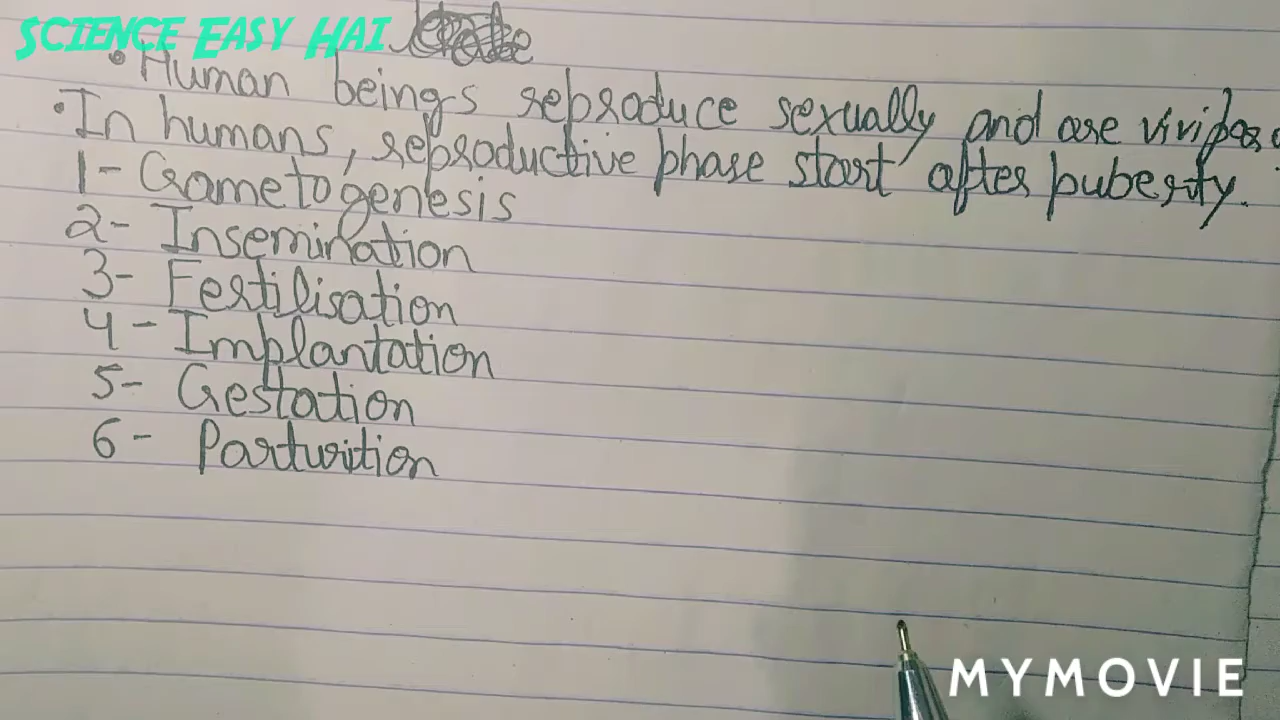 SCIENCE EASY HAI
• Human beings reproduce sexually and are
• In humans, reproductive phase start after puberty.
1- Gametogenesis
2- Insemination
3- Fertilisation
4- Implantation
5- Gestation
6- Parturition
MYMOVIE